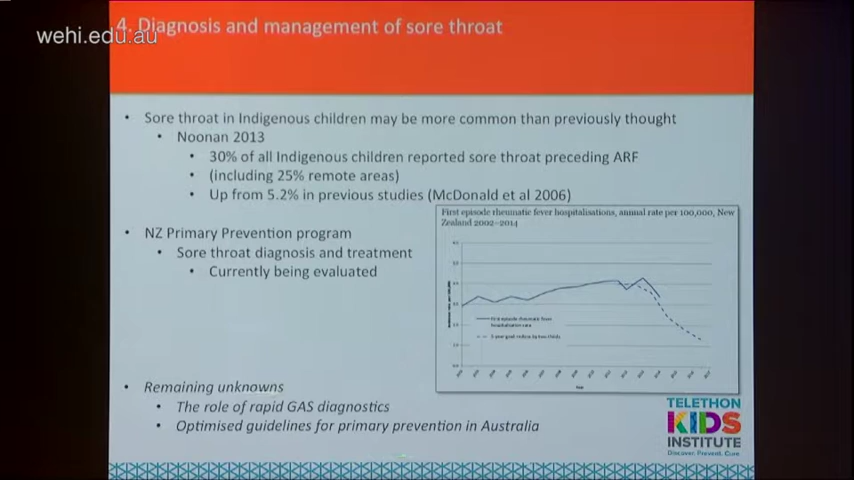 4. Diagnosis and management of sore throat
wehi.edu.au
• Sore throat in Indigenous children may be more common than previously thought
• Noonan 2013
• 30% of all Indigenous children reported sore throat preceding ARF
• (including 25% remote areas)
• Up from 5.2% in previous studies (McDonald et al 2006)
First episode rheumatic fever hospitalisations, annual rate per 100,000, New
Zealand 2002–2014
• NZ Primary Prevention program
• Sore throat diagnosis and treatment
• Currently being evaluated
• Remaining unknowns
• The role of rapid GAS diagnostics
• Optimised guidelines for primary prevention in Australia
TELETHON
KIDS
INSTITUTE
Discover. Prevent. Cure.